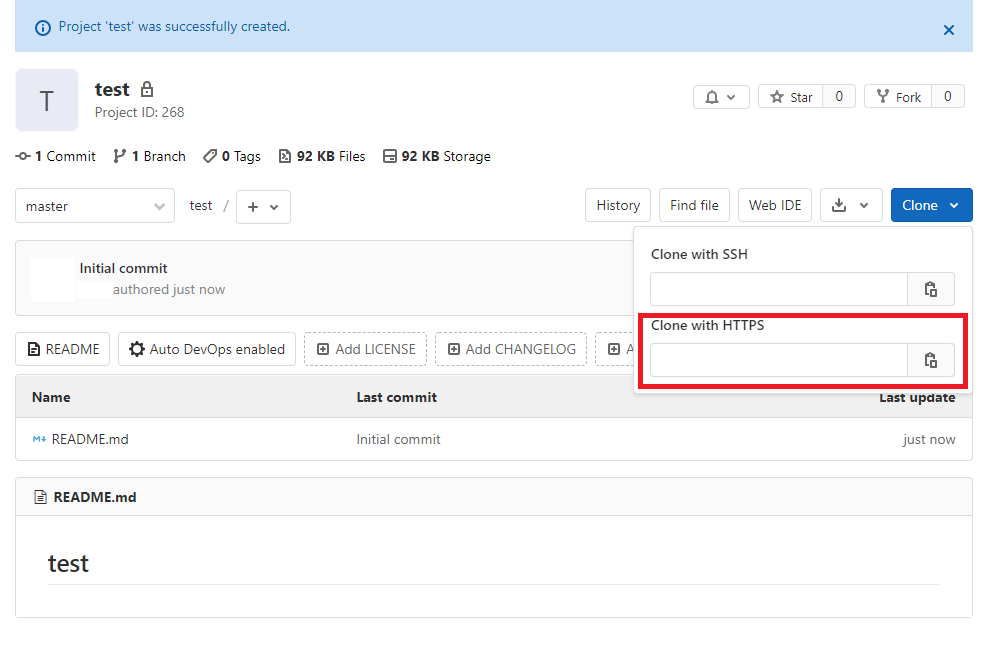 Project 'test' was successfully created.
T
test
Project ID: 268
1 Commit 1 Branch 0 Tags 92 KB Files 92 KB Storage
Star 0 Fork 0
master test / History Find file Web IDE Clone
Clone with SSH
Initial commit
authored just now
Clone with HTTPS
README Auto DevOps enabled Add LICENSE Add CHANGELOG
Name Last commit Last update
README.md Initial commit just now
README.md
test